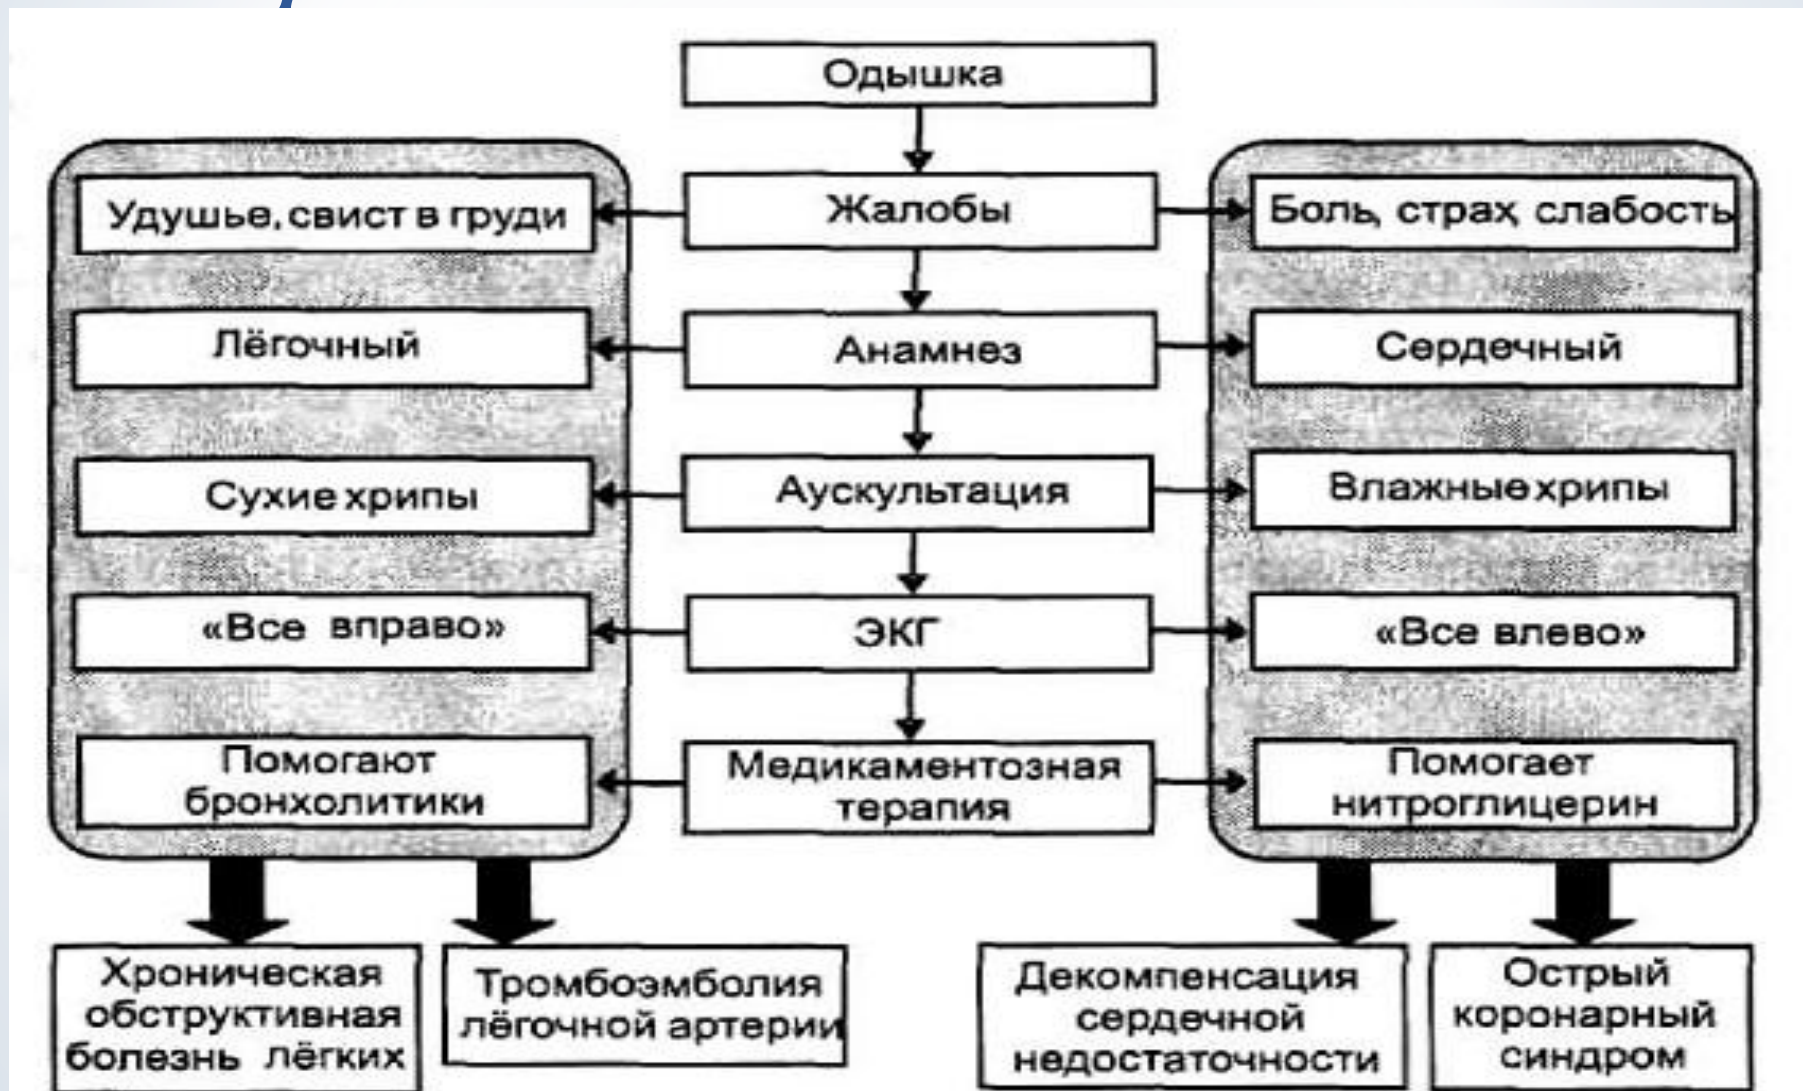 Одышка
Удушье, свист в груди
Жалобы
Боль, страх, слабость
Лёгочный
Анамнез
Сердечный
Сухие хрипы
Аускультация
Влажные хрипы
«Все вправо»
ЭКГ
«Все влево»
Помогают
бронхолитики
Медикаментозная
терапия
Помогает
нитроглицерин
Хроническая
обструктивная
болезнь лёгких
Тромбоэмболия
лёгочной артерии
Декомпенсация
сердечной
недостаточности
Острый
коронарный
синдром